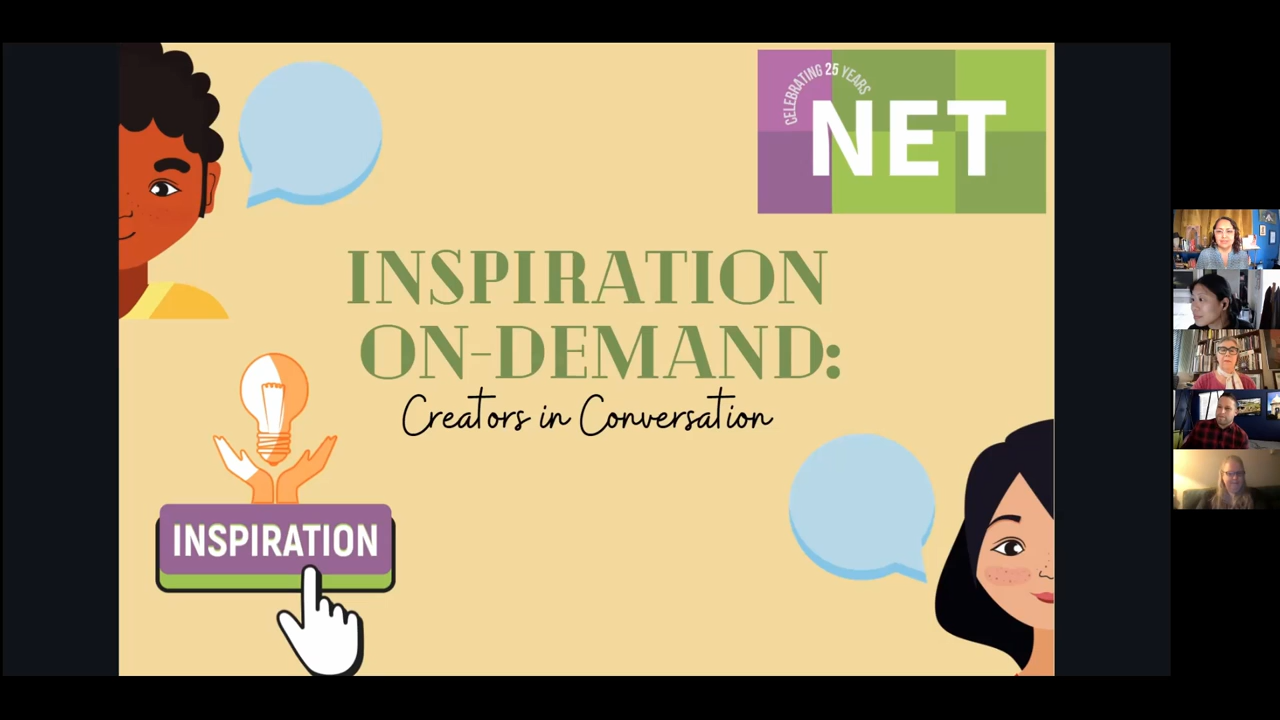 CELEBRATING 25 YEARS
NET
INSPIRATION
ON-DEMAND:
Creators in Conversation
INSPIRATION